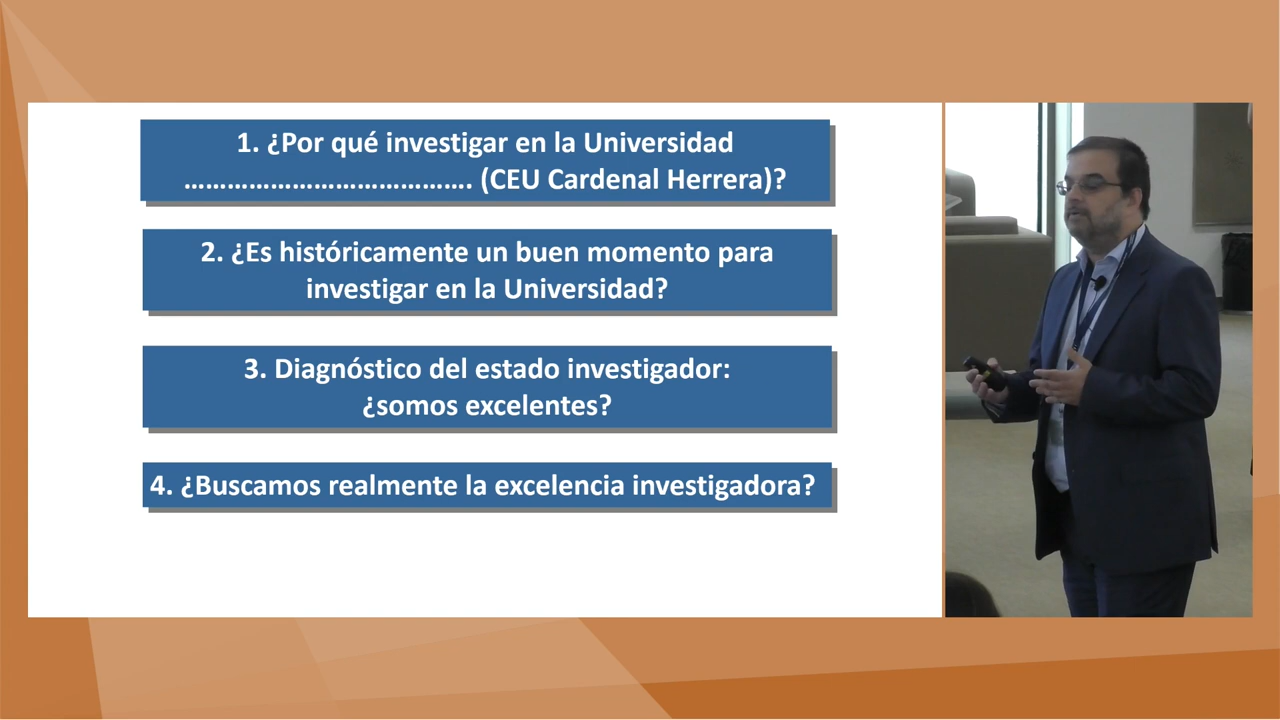 1. ¿Por qué investigar en la Universidad
…………………………………. (CEU Cardenal Herrera)?
2. ¿Es históricamente un buen momento para
investigar en la Universidad?
3. Diagnóstico del estado investigador:
¿somos excelentes?
4. ¿Buscamos realmente la excelencia investigadora?